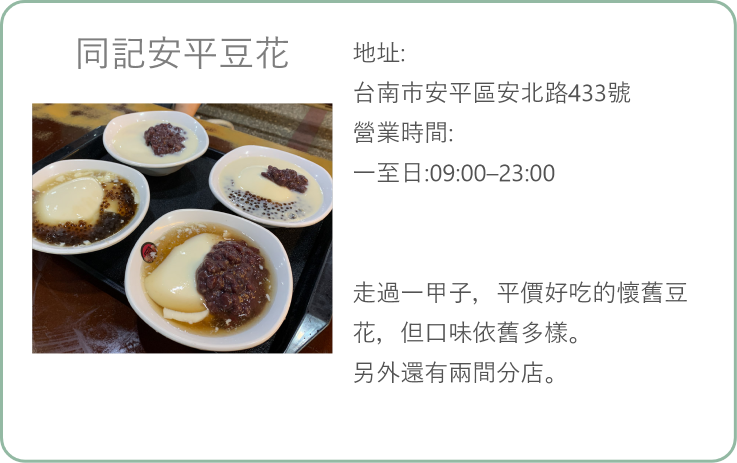 同記安平豆花
地址:
台南市安平區安北路433號
營業時間:
一至日:09:00–23:00
走過一甲子，平價好吃的懷舊豆
花，但口味依舊多樣。
另外還有兩間分店。